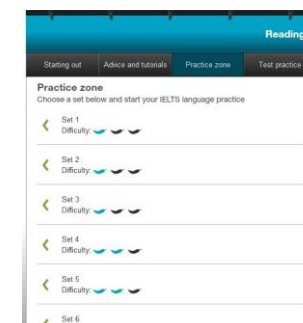 Reading
Starting out Advice and tutorials Practice zone Test practice
Practice zone
Choose a set below and start your IELTS language practice
Set 1
Difficulty:
Set 2
Difficulty:
Set 3
Difficulty:
Set 4
Difficulty:
Set 5
Difficulty:
Set 6